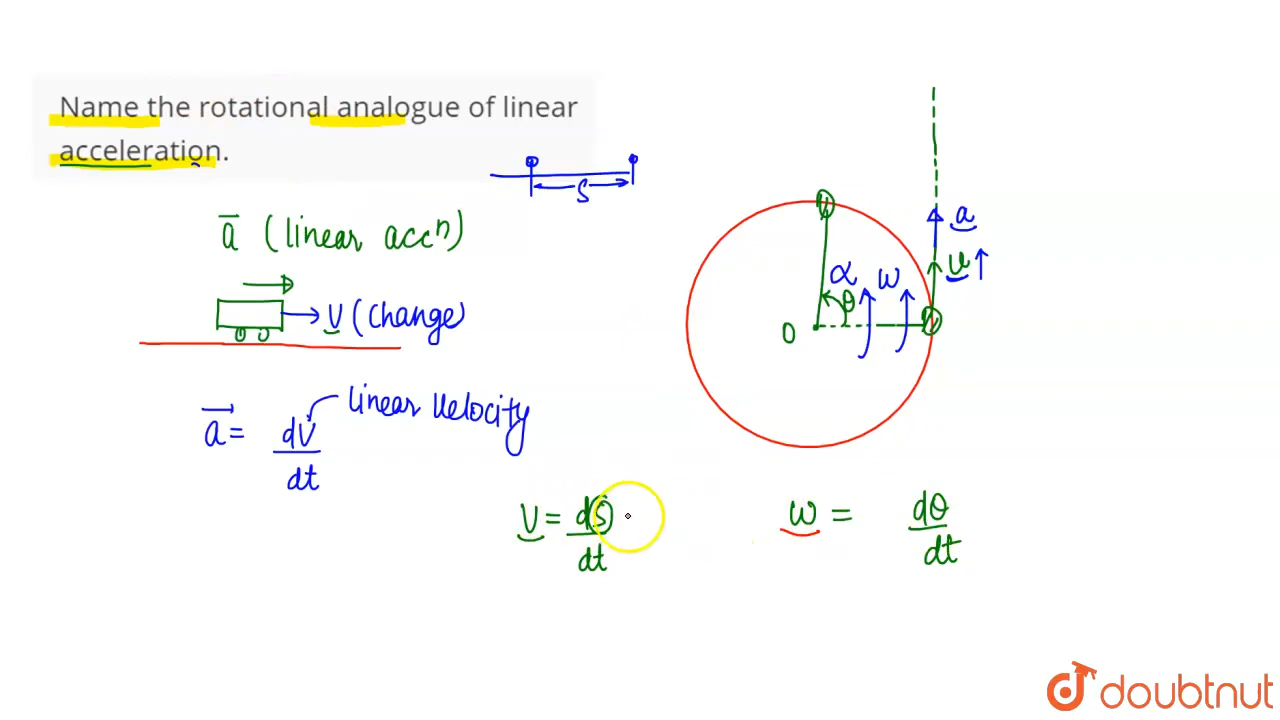 Name the rotational analogue of linear
acceleration.
S
a̅ (linear accⁿ)
V (change)
a⃗ = dV/dt
linear velocity
V = dS/dt
O
θ
α
ω
a
v ↑
ω = dθ/dt
doubtnut